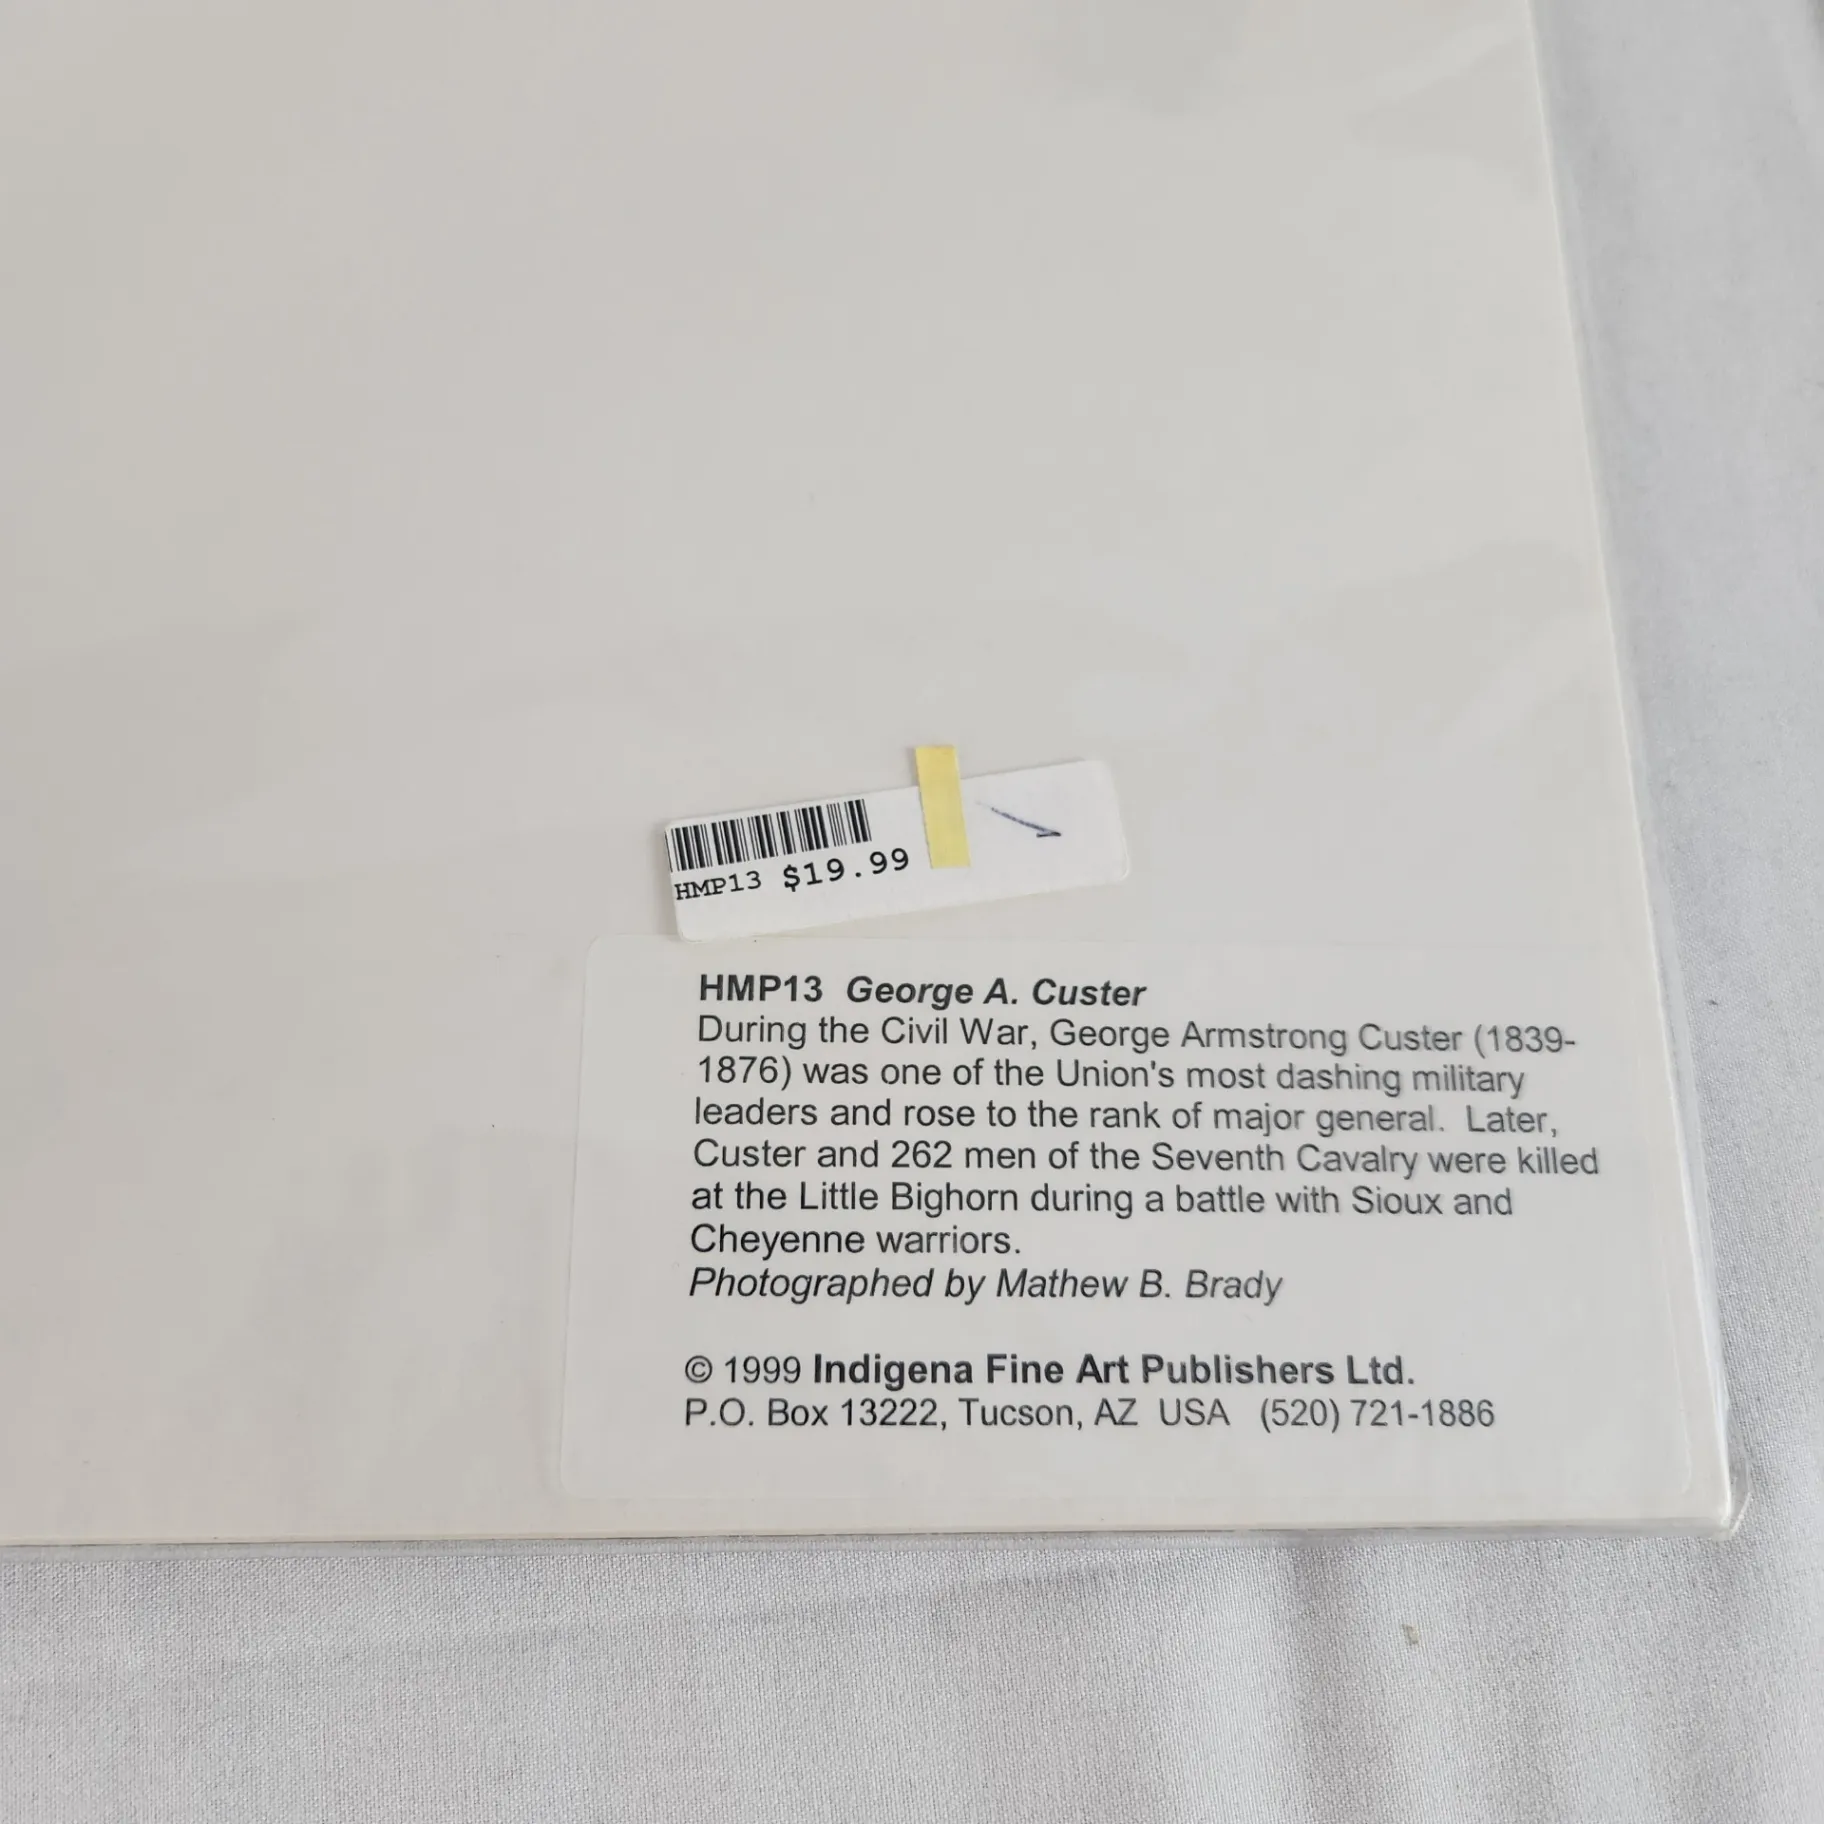 HMP13 $19.99
HMP13 George A. Custer
During the Civil War, George Armstrong Custer (1839-
1876) was one of the Union's most dashing military
leaders and rose to the rank of major general. Later,
Custer and 262 men of the Seventh Cavalry were killed
at the Little Bighorn during a battle with Sioux and
Cheyenne warriors.
Photographed by Mathew B. Brady
© 1999 Indigena Fine Art Publishers Ltd.
P.O. Box 13222, Tucson, AZ USA (520) 721-1886